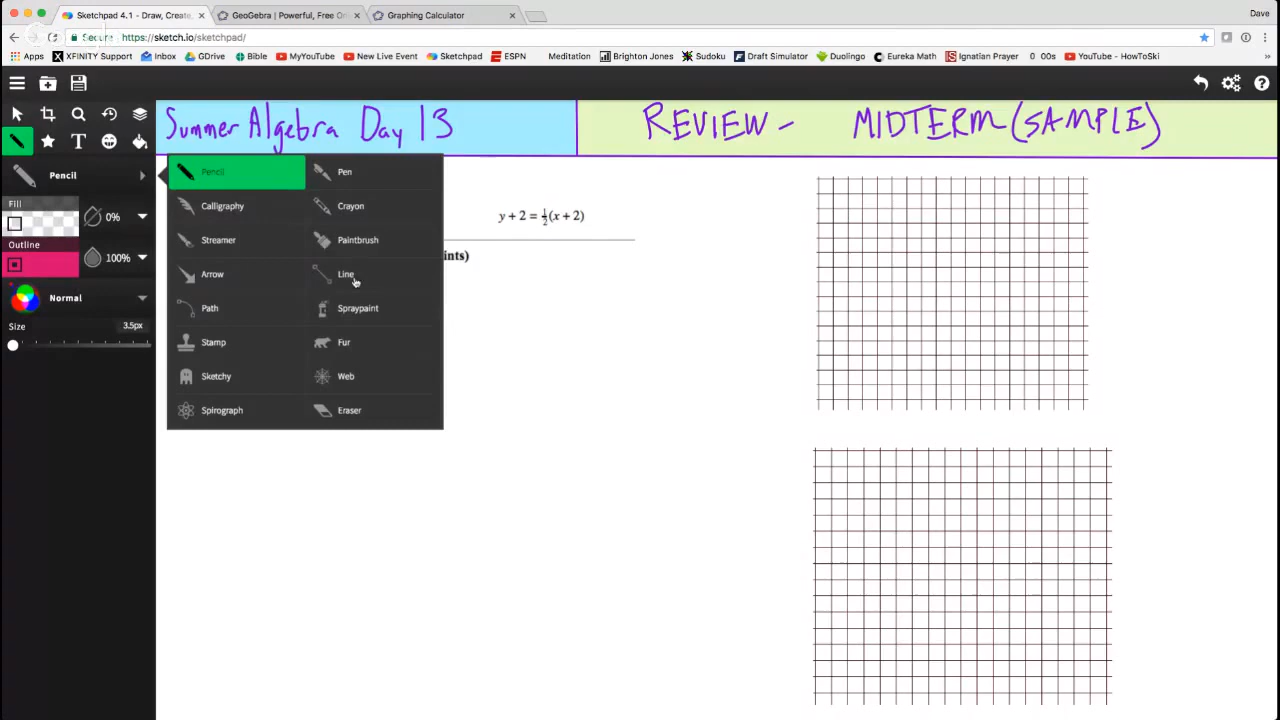 Sketchpad 4.1 - Draw, Create, × GeoGebra | Powerful, Free On × Graphing Calculator × Dave
Secure https://sketch.io/sketchpad/
Apps XFINITY Support Inbox GDrive Bible MyYouTube New Live Event Sketchpad ESPN Meditation Brighton Jones Sudoku Draft Simulator Duolingo Eureka Math Ignatian Prayer 0 00s YouTube - HowToSki »
Summer Algebra Day 13 REVIEW - MIDTERM (SAMPLE)
Pencil
Fill
0%
Outline
100%
Normal
Size 3.5px
Pencil Pen
Calligraphy Crayon
Streamer Paintbrush
Arrow Line
Path Spraypaint
Stamp Fur
Sketchy Web
Spirograph Eraser
y + 2 = ½(x + 2)
ints)